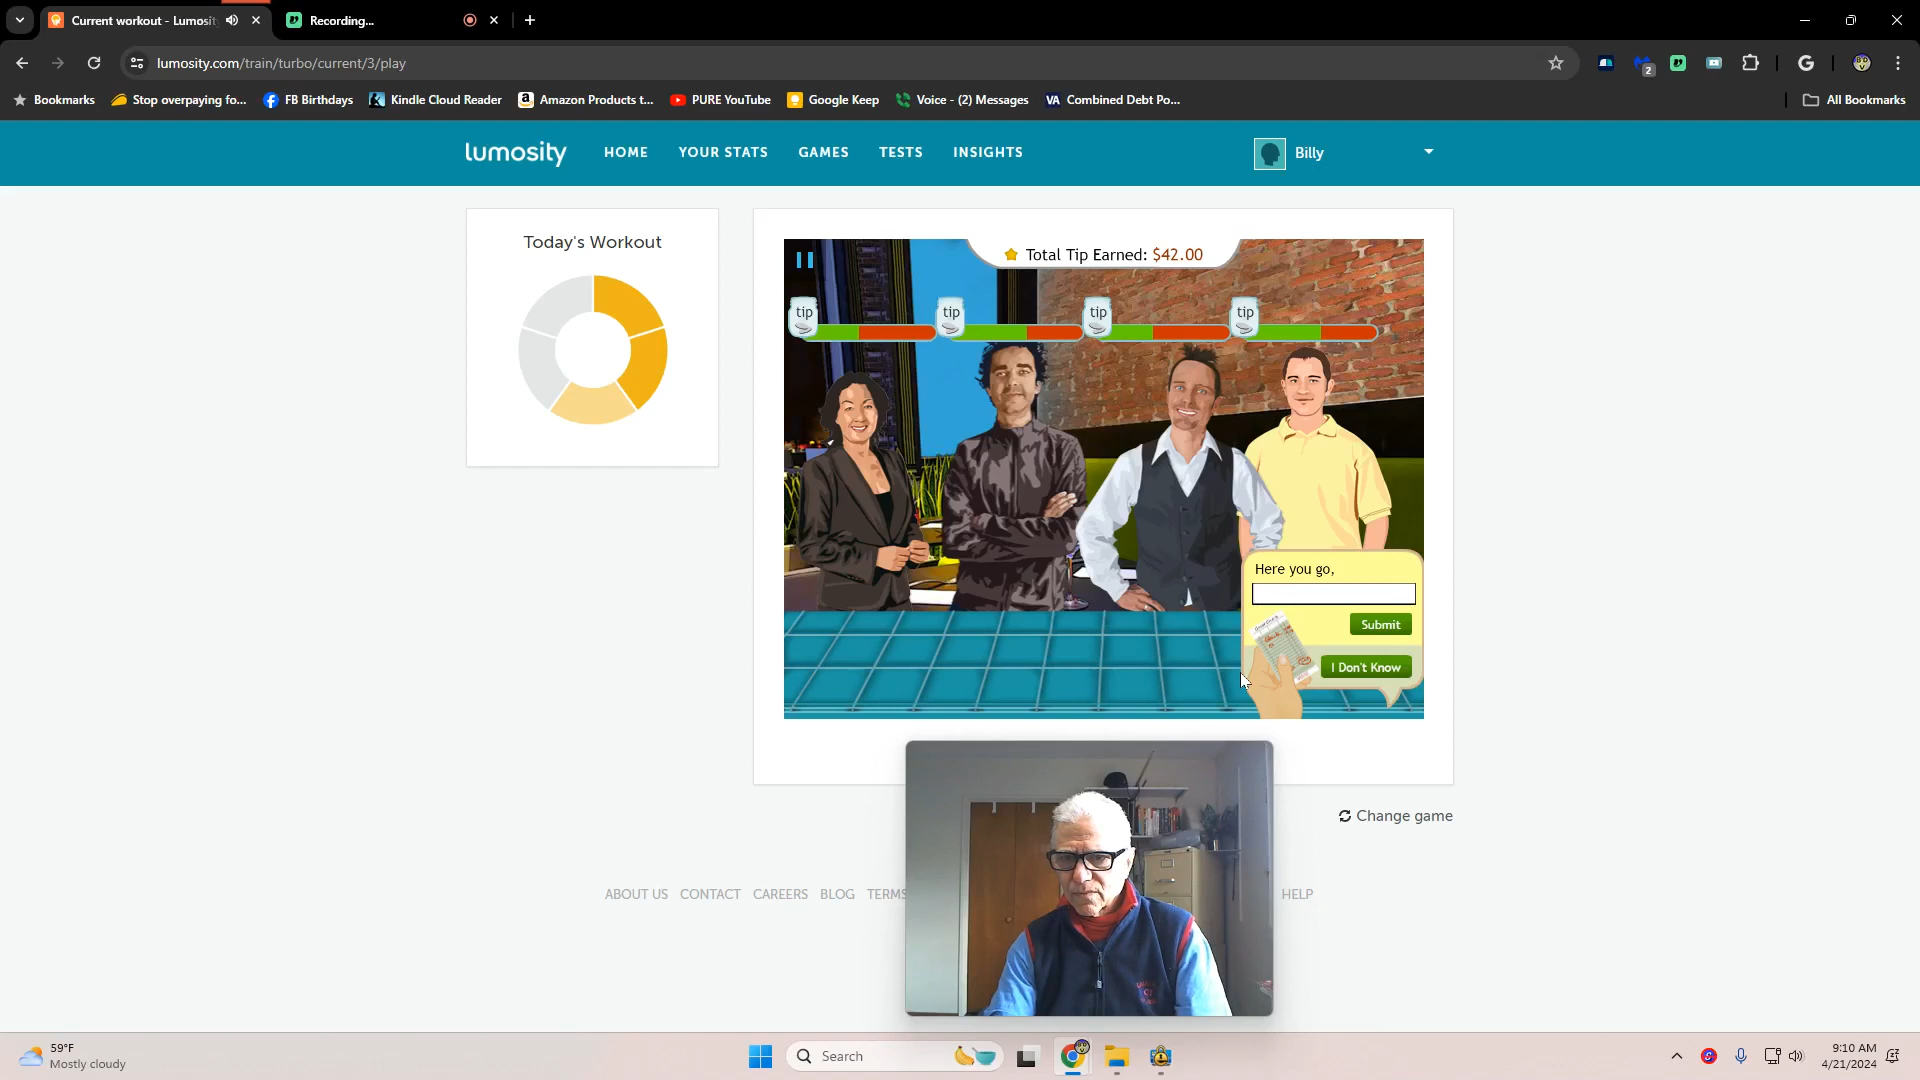 Current workout - Lumosit
Recording...
lumosity.com/train/turbo/current/3/play
2
Bookmarks
Stop overpaying fo...
FB Birthdays
Kindle Cloud Reader
Amazon Products t...
PURE YouTube
Google Keep
Voice - (2) Messages
VA Combined Debt Po...
All Bookmarks
lumosity
HOME
YOUR STATS
GAMES
TESTS
INSIGHTS
Billy
Today's Workout
Total Tip Earned: $42.00
tip
tip
tip
tip
Here you go,
Submit
I Don't Know
Change game
ABOUT US
CONTACT
CAREERS
BLOG
TERMS
HELP
59°F
Mostly cloudy
Search
9:10 AM
4/21/2024